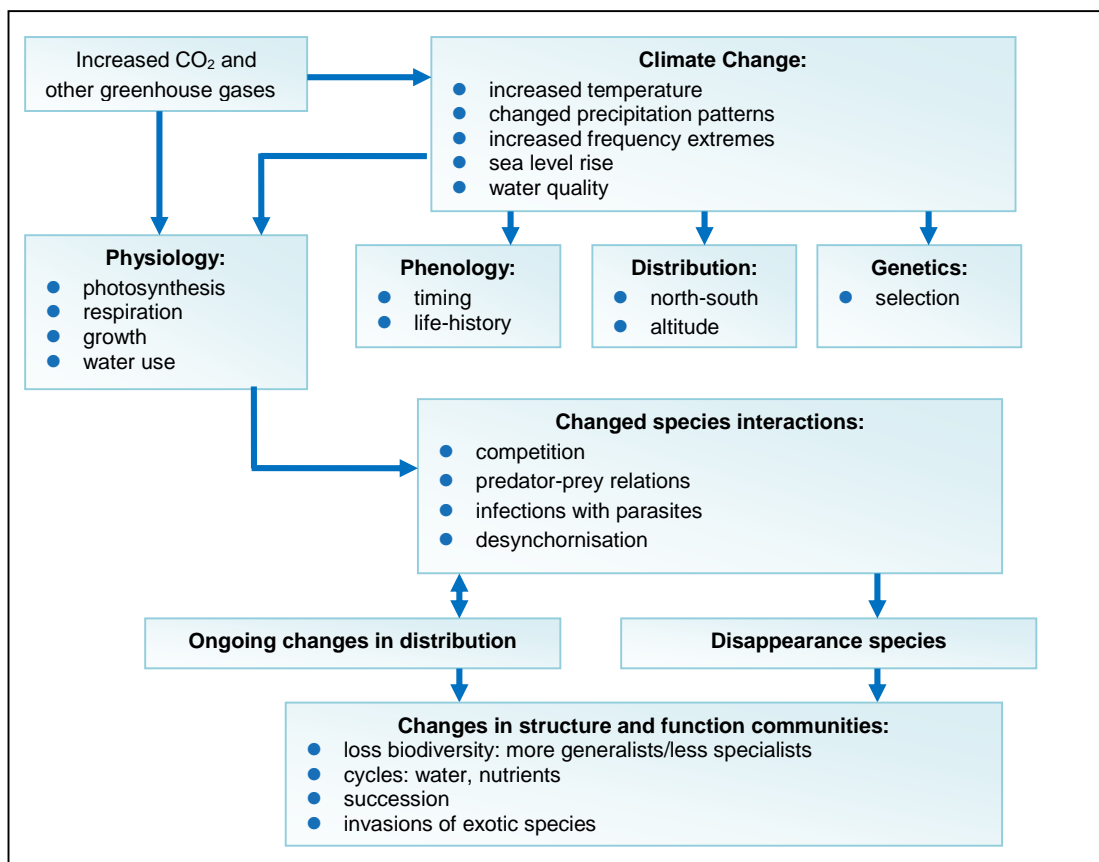 Increased CO₂ and
other greenhouse gases
Climate Change:
increased temperature
changed precipitation patterns
increased frequency extremes
sea level rise
water quality
Physiology:
photosynthesis
respiration
growth
water use
Phenology:
timing
life-history
Distribution:
north-south
altitude
Genetics:
selection
Changed species interactions:
competition
predator-prey relations
infections with parasites
desynchornisation
Ongoing changes in distribution
Disappearance species
Changes in structure and function communities:
loss biodiversity: more generalists/less specialists
cycles: water, nutrients
succession
invasions of exotic species